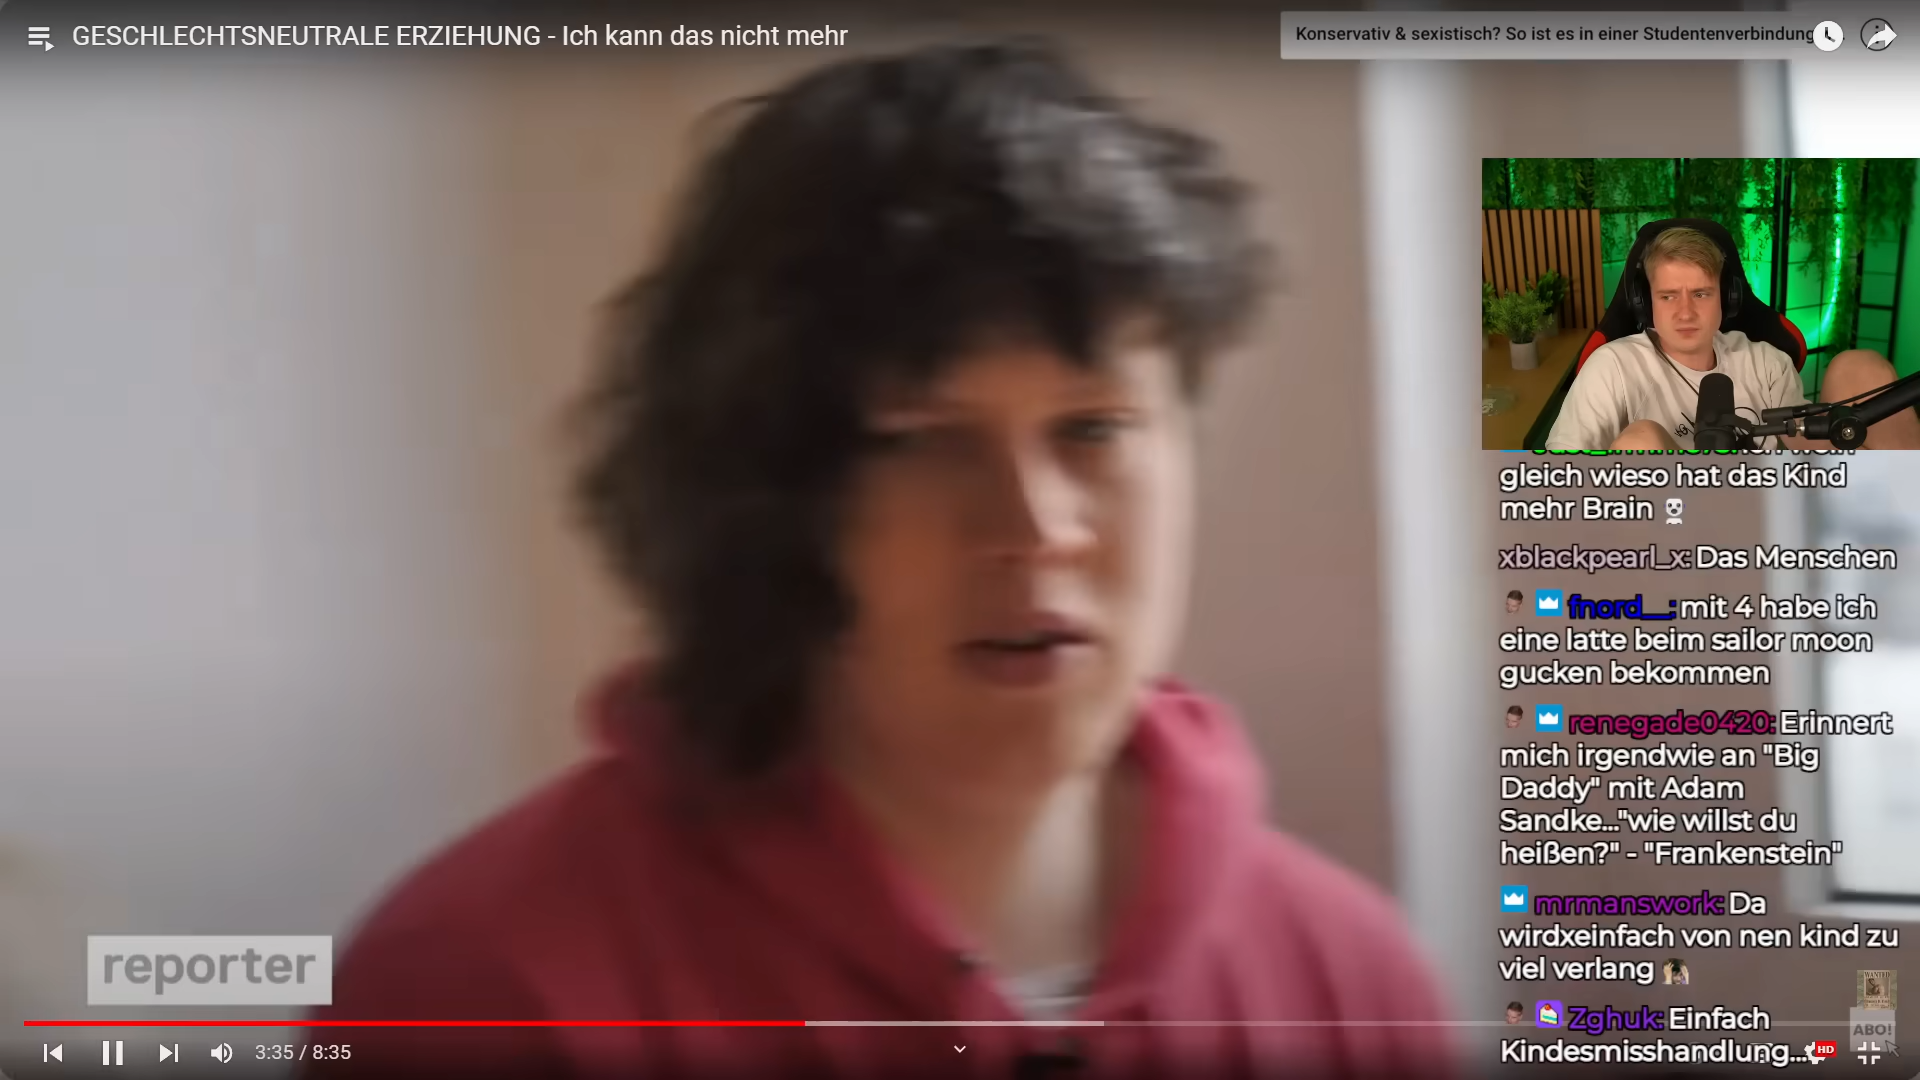 GESCHLECHTSNEUTRALE ERZIEHUNG - Ich kann das nicht mehr
Konservativ & sexistisch? So ist es in einer Studentenverbindung
gleich wieso hat das Kind
mehr Brain
xblackpearl_x: Das Menschen
fnord__: mit 4 habe ich
eine latte beim sailor moon
gucken bekommen
renegade0420: Erinnert
mich irgendwie an "Big
Daddy" mit Adam
Sandke..."wie willst du
heißen?" - "Frankenstein"
mrmanswork: Da
wirdxeinfach von nen kind zu
viel verlang
Zghuk: Einfach
Kindesmisshandlung...
reporter
WANTED
ABO!
3:35 / 8:35
HD